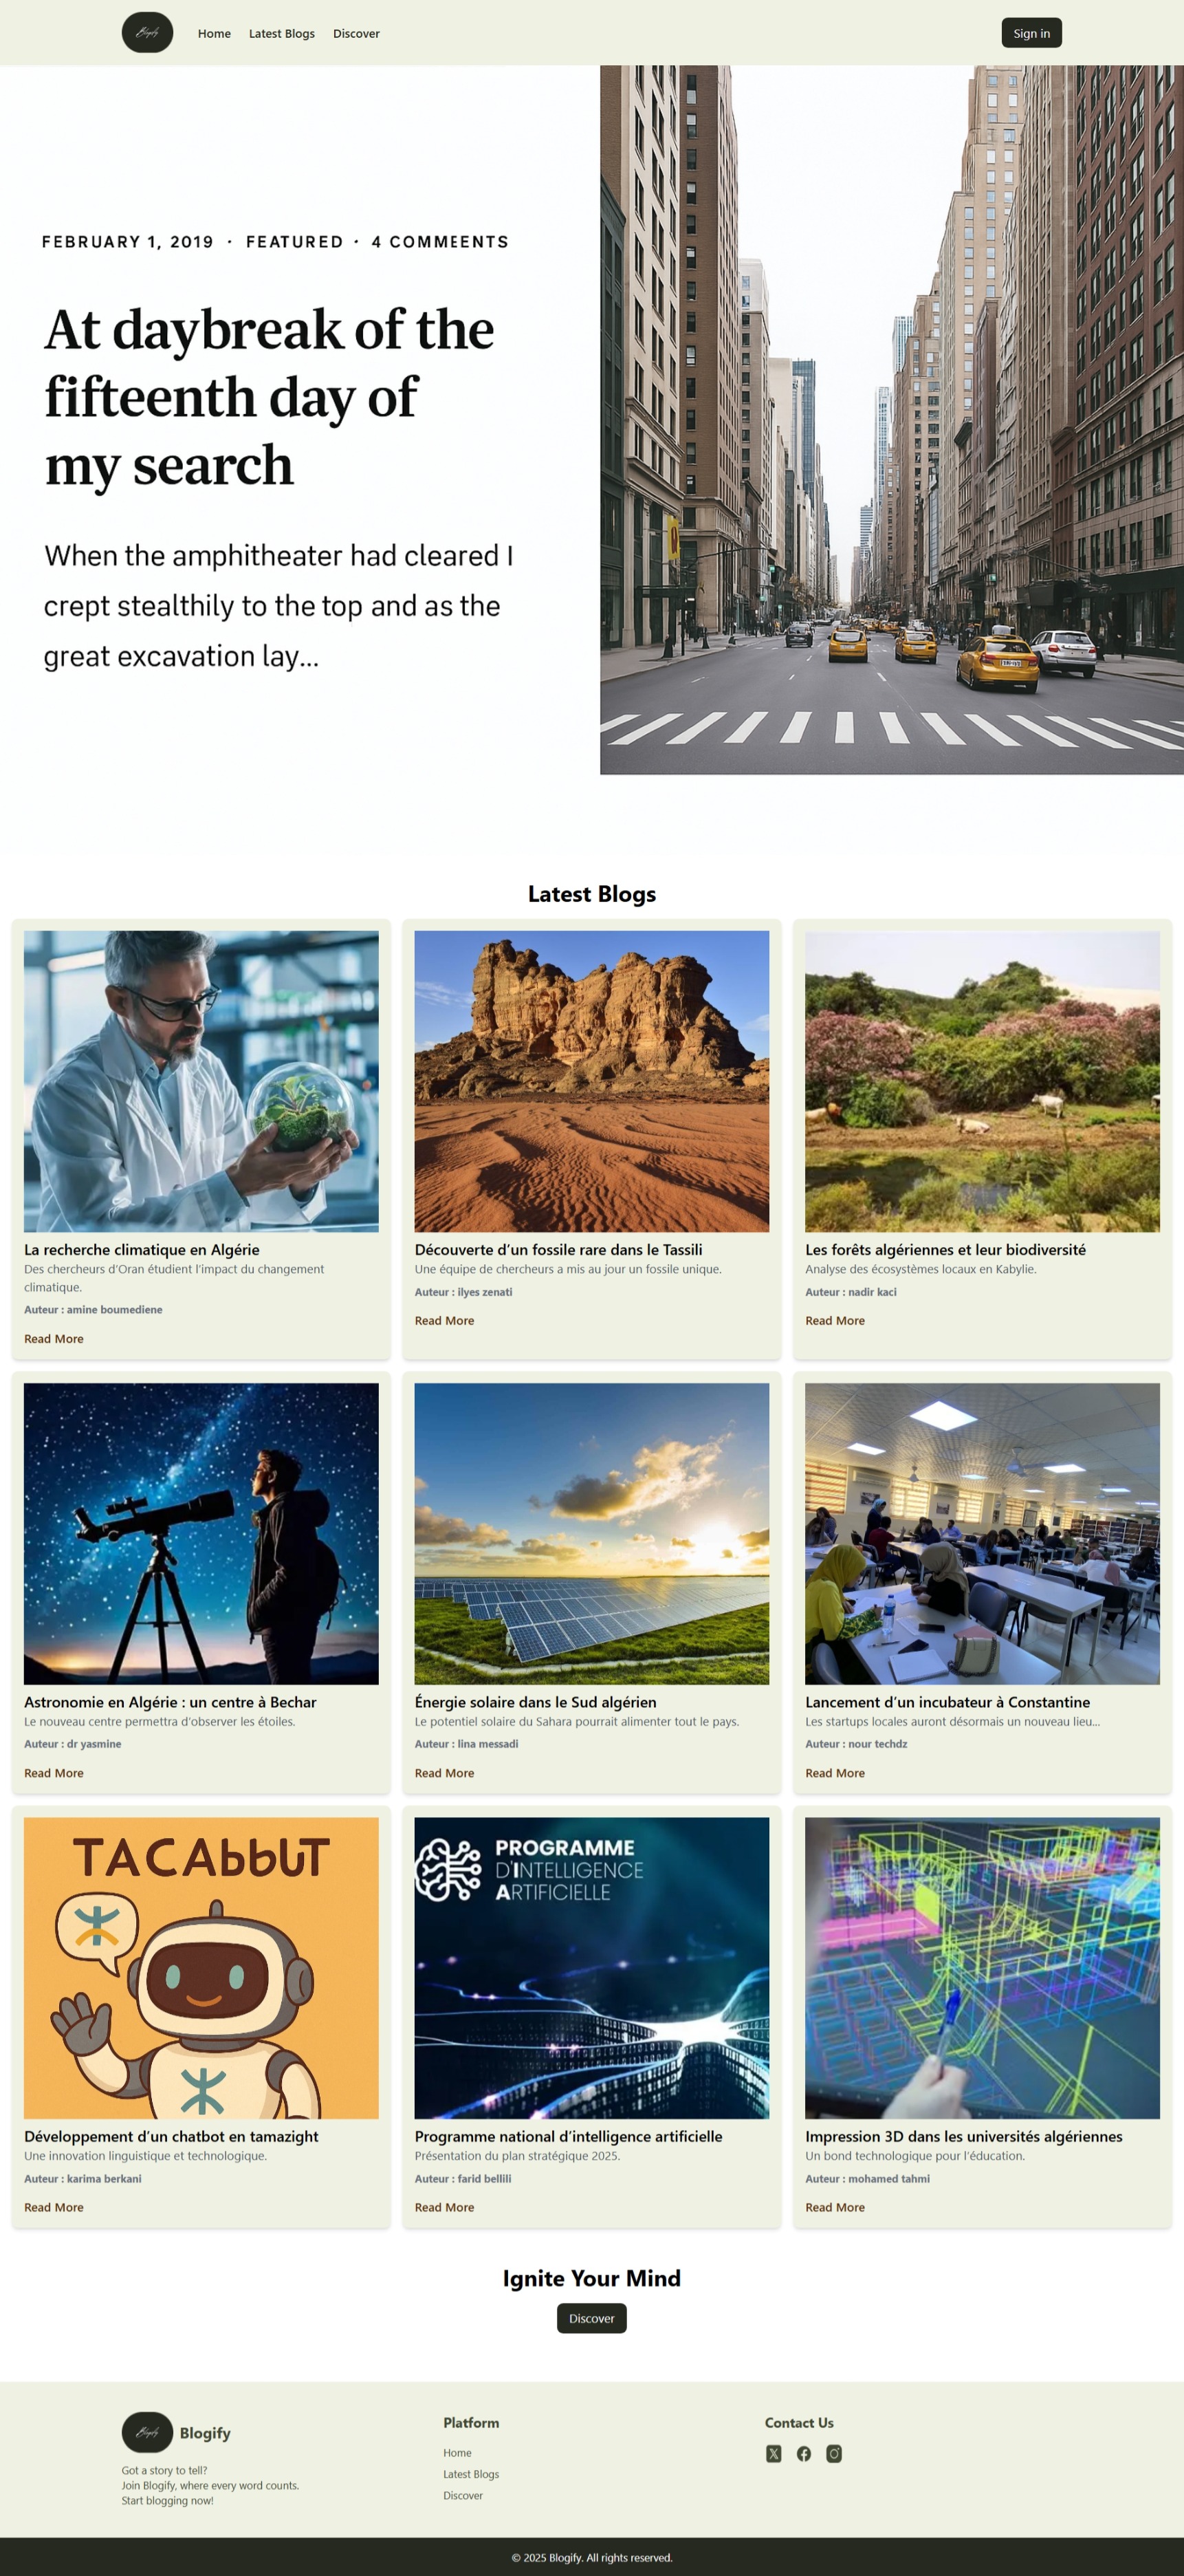 Blogify
Home
Latest Blogs
Discover
Sign in
FEBRUARY 1, 2019 · FEATURED · 4 COMMEENTS
At daybreak of the
fifteenth day of
my search
When the amphitheater had cleared I
crept stealthily to the top and as the
great excavation lay...
Latest Blogs
La recherche climatique en Algérie
Des chercheurs d'Oran étudient l'impact du changement
climatique.
Auteur : amine boumediene
Read More
Découverte d'un fossile rare dans le Tassili
Une équipe de chercheurs a mis au jour un fossile unique.
Auteur : ilyes zenati
Read More
Les forêts algériennes et leur biodiversité
Analyse des écosystèmes locaux en Kabylie.
Auteur : nadir kaci
Read More
Astronomie en Algérie : un centre à Bechar
Le nouveau centre permettra d'observer les étoiles.
Auteur : dr yasmine
Read More
Énergie solaire dans le Sud algérien
Le potentiel solaire du Sahara pourrait alimenter tout le pays.
Auteur : lina messadi
Read More
Lancement d'un incubateur à Constantine
Les startups locales auront désormais un nouveau lieu...
Auteur : nour techdz
Read More
TACAbbUT
Développement d'un chatbot en tamazight
Une innovation linguistique et technologique.
Auteur : karima berkani
Read More
PROGRAMME
D'INTELLIGENCE
ARTIFICIELLE
Programme national d'intelligence artificielle
Présentation du plan stratégique 2025.
Auteur : farid bellili
Read More
Impression 3D dans les universités algériennes
Un bond technologique pour l'éducation.
Auteur : mohamed tahmi
Read More
Ignite Your Mind
Discover
Blogify
Blogify
Got a story to tell?
Join Blogify, where every word counts.
Start blogging now!
Platform
Home
Latest Blogs
Discover
Contact Us
© 2025 Blogify. All rights reserved.